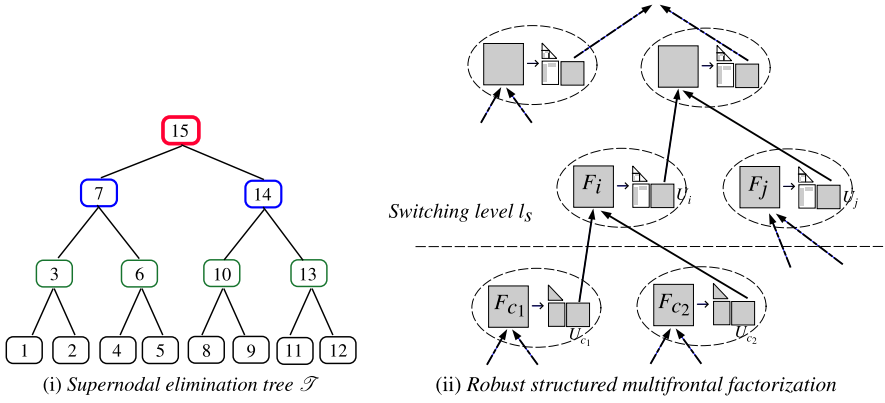 15
7 14
3 6 10 13
1 2 4 5 8 9 11 12
(i) Supernodal elimination tree 𝒯
F_i → U_i
F_j → U_j
Switching level l_s
F_{c_1} → U_{c_1}
F_{c_2} → U_{c_2}
(ii) Robust structured multifrontal factorization